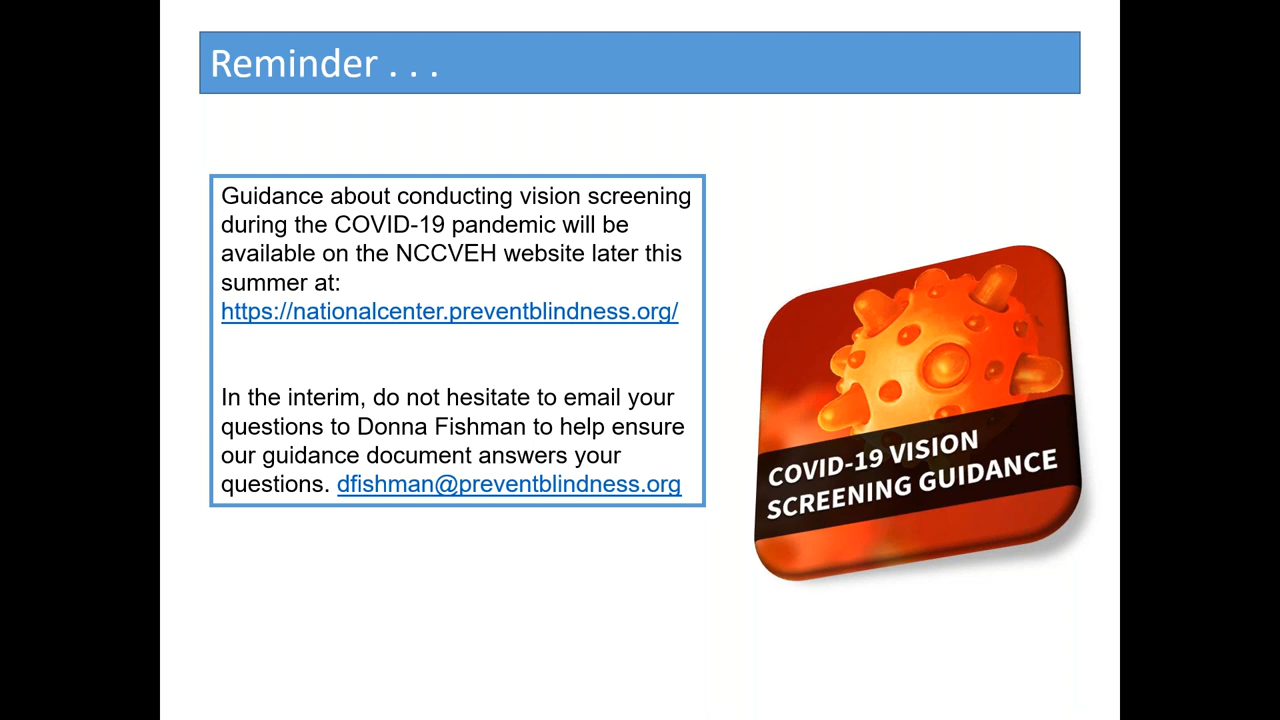 Reminder . . .
Guidance about conducting vision screening
during the COVID-19 pandemic will be
available on the NCCVEH website later this
summer at:
https://nationalcenter.preventblindness.org/
In the interim, do not hesitate to email your
questions to Donna Fishman to help ensure
our guidance document answers your
questions. dfishman@preventblindness.org
COVID-19 VISION
SCREENING GUIDANCE